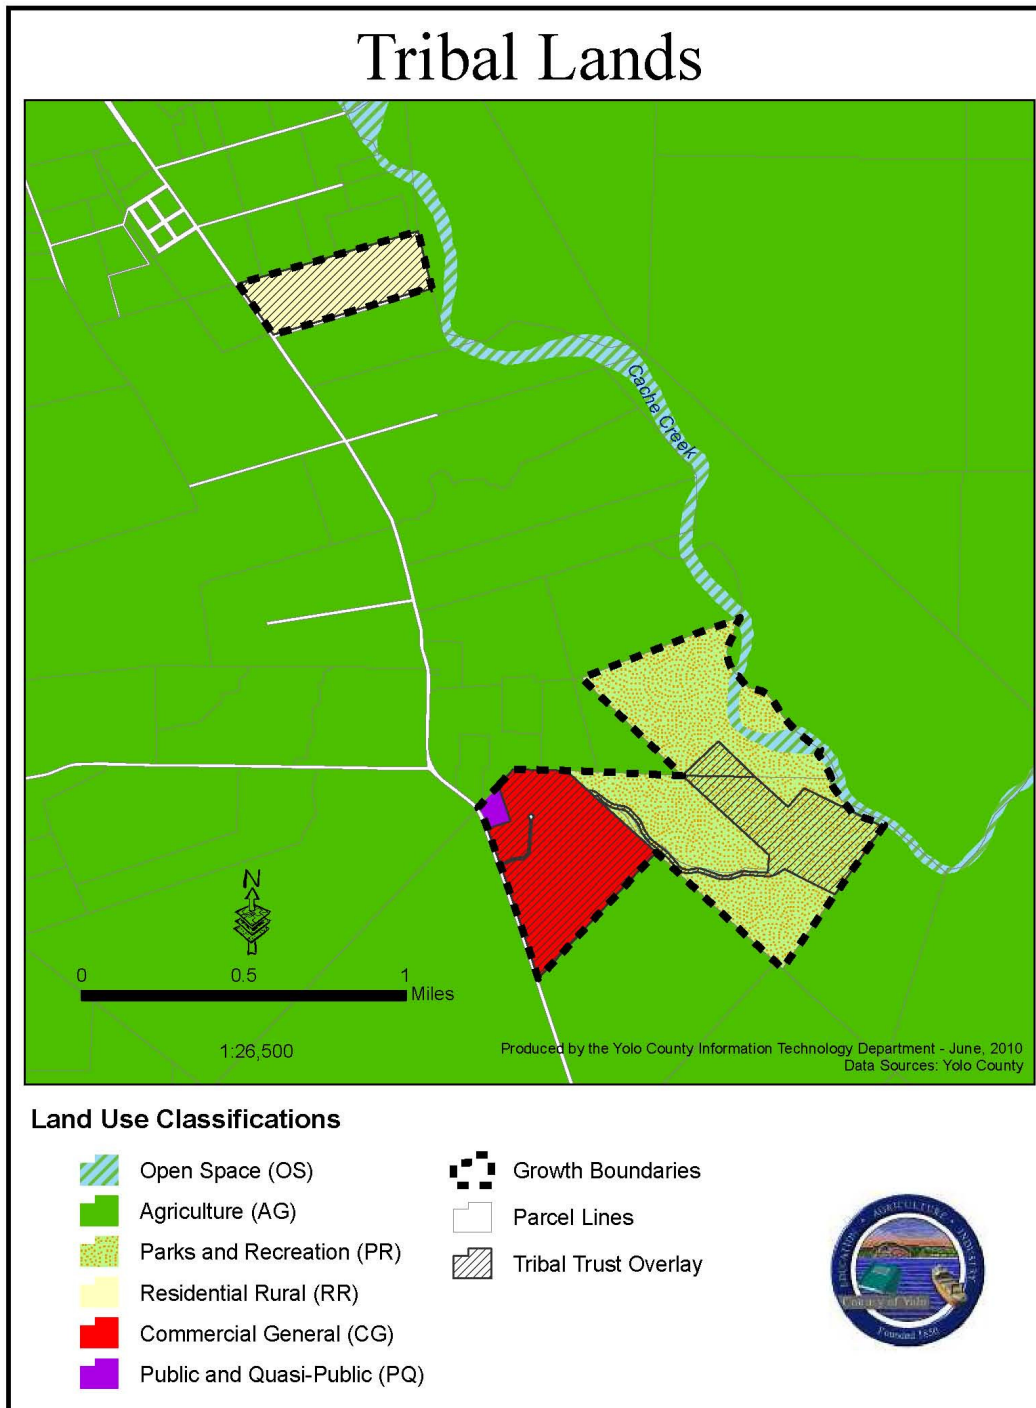 Tribal Lands
Cache Creek
N
0 0.5 1
Miles
1:26,500
Produced by the Yolo County Information Technology Department - June, 2010
Data Sources: Yolo County
Land Use Classifications
Open Space (OS)
Agriculture (AG)
Parks and Recreation (PR)
Residential Rural (RR)
Commercial General (CG)
Public and Quasi-Public (PQ)
Growth Boundaries
Parcel Lines
Tribal Trust Overlay
EDUCATION • AGRICULTURE • INDUSTRY
County of Yolo
Founded 1850